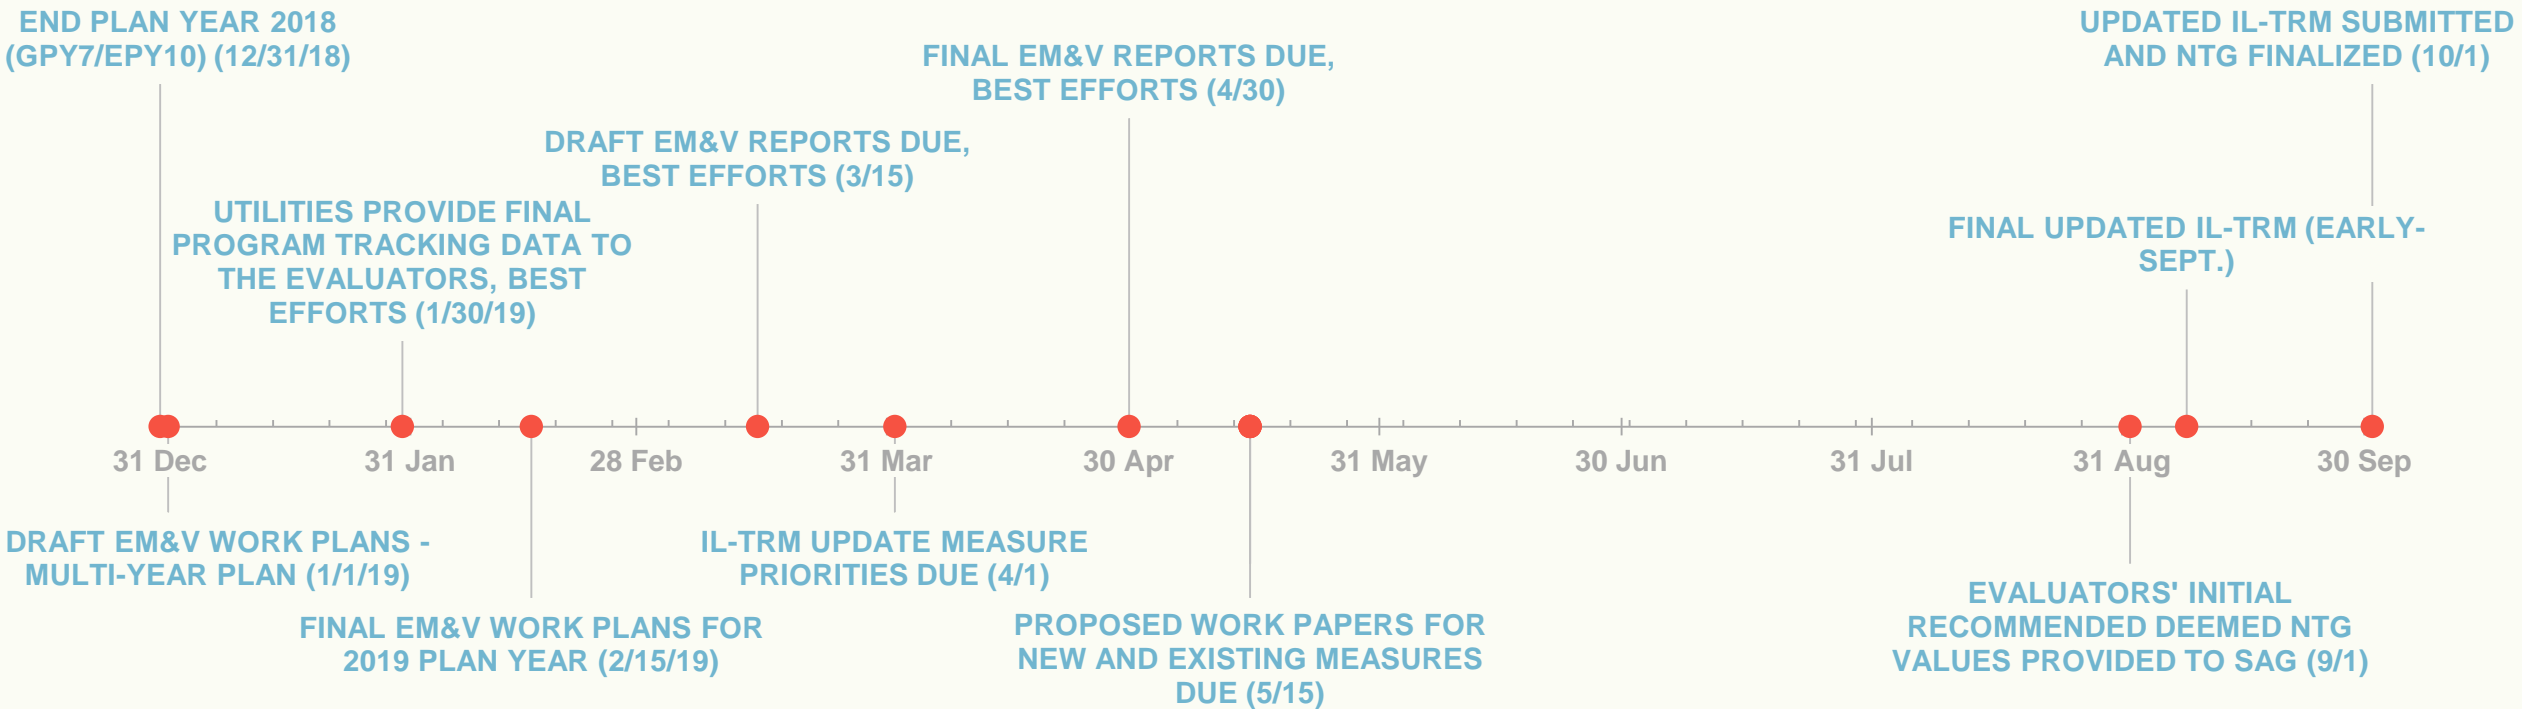 END PLAN YEAR 2018
(GPY7/EPY10) (12/31/18)
UPDATED IL-TRM SUBMITTED
AND NTG FINALIZED (10/1)
FINAL EM&V REPORTS DUE,
BEST EFFORTS (4/30)
DRAFT EM&V REPORTS DUE,
BEST EFFORTS (3/15)
UTILITIES PROVIDE FINAL
PROGRAM TRACKING DATA TO
THE EVALUATORS, BEST
EFFORTS (1/30/19)
FINAL UPDATED IL-TRM (EARLY-
SEPT.)
31 Dec
31 Jan
28 Feb
31 Mar
30 Apr
31 May
30 Jun
31 Jul
31 Aug
30 Sep
DRAFT EM&V WORK PLANS -
MULTI-YEAR PLAN (1/1/19)
IL-TRM UPDATE MEASURE
PRIORITIES DUE (4/1)
FINAL EM&V WORK PLANS FOR
2019 PLAN YEAR (2/15/19)
PROPOSED WORK PAPERS FOR
NEW AND EXISTING MEASURES
DUE (5/15)
EVALUATORS' INITIAL
RECOMMENDED DEEMED NTG
VALUES PROVIDED TO SAG (9/1)